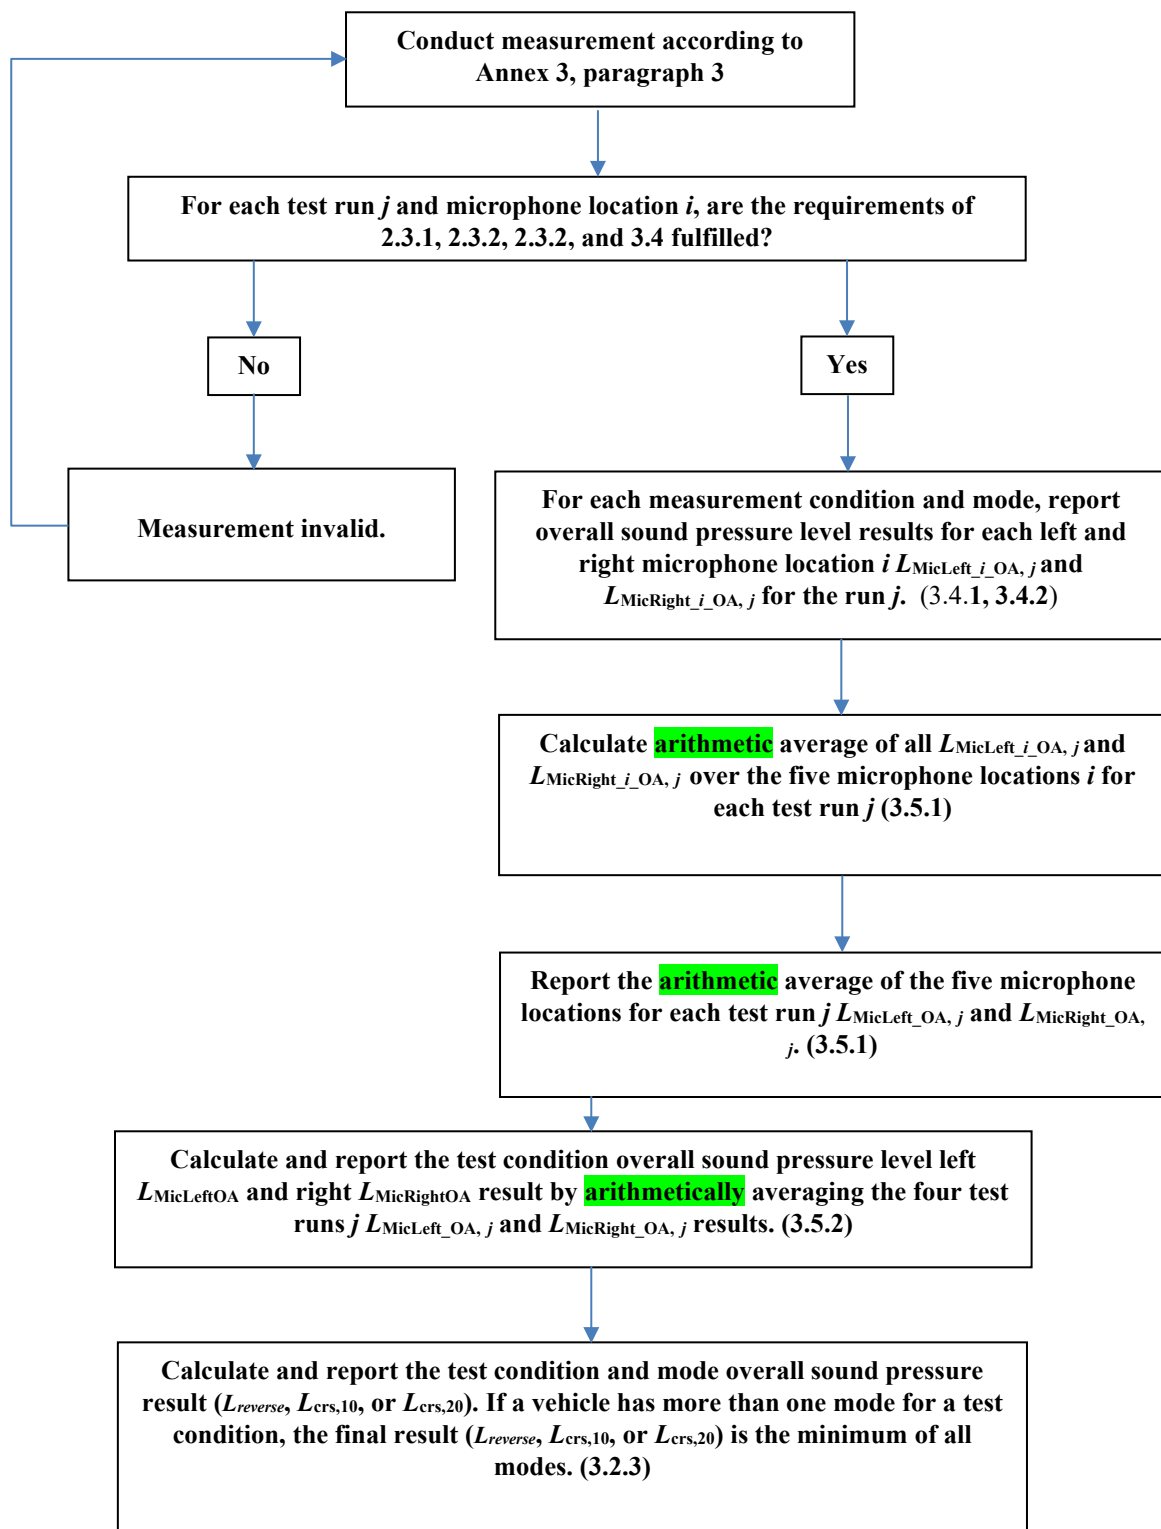 Conduct measurement according to
Annex 3, paragraph 3
For each test run j and microphone location i, are the requirements of
2.3.1, 2.3.2, 2.3.2, and 3.4 fulfilled?
No
Yes
Measurement invalid.
For each measurement condition and mode, report
overall sound pressure level results for each left and
right microphone location i LMicLeft_i_OA, j and
LMicRight_i_OA, j for the run j. (3.4.1, 3.4.2)
Calculate arithmetic average of all LMicLeft_i_OA, j and
LMicRight_i_OA, j over the five microphone locations i for
each test run j (3.5.1)
Report the arithmetic average of the five microphone
locations for each test run j LMicLeft_OA, j and LMicRight_OA,
j. (3.5.1)
Calculate and report the test condition overall sound pressure level left
LMicLeftOA and right LMicRightOA result by arithmetically averaging the four test
runs j LMicLeft_OA, j and LMicRight_OA, j results. (3.5.2)
Calculate and report the test condition and mode overall sound pressure
result (Lreverse, Lcrs,10, or Lcrs,20). If a vehicle has more than one mode for a test
condition, the final result (Lreverse, Lcrs,10, or Lcrs,20) is the minimum of all
modes. (3.2.3)